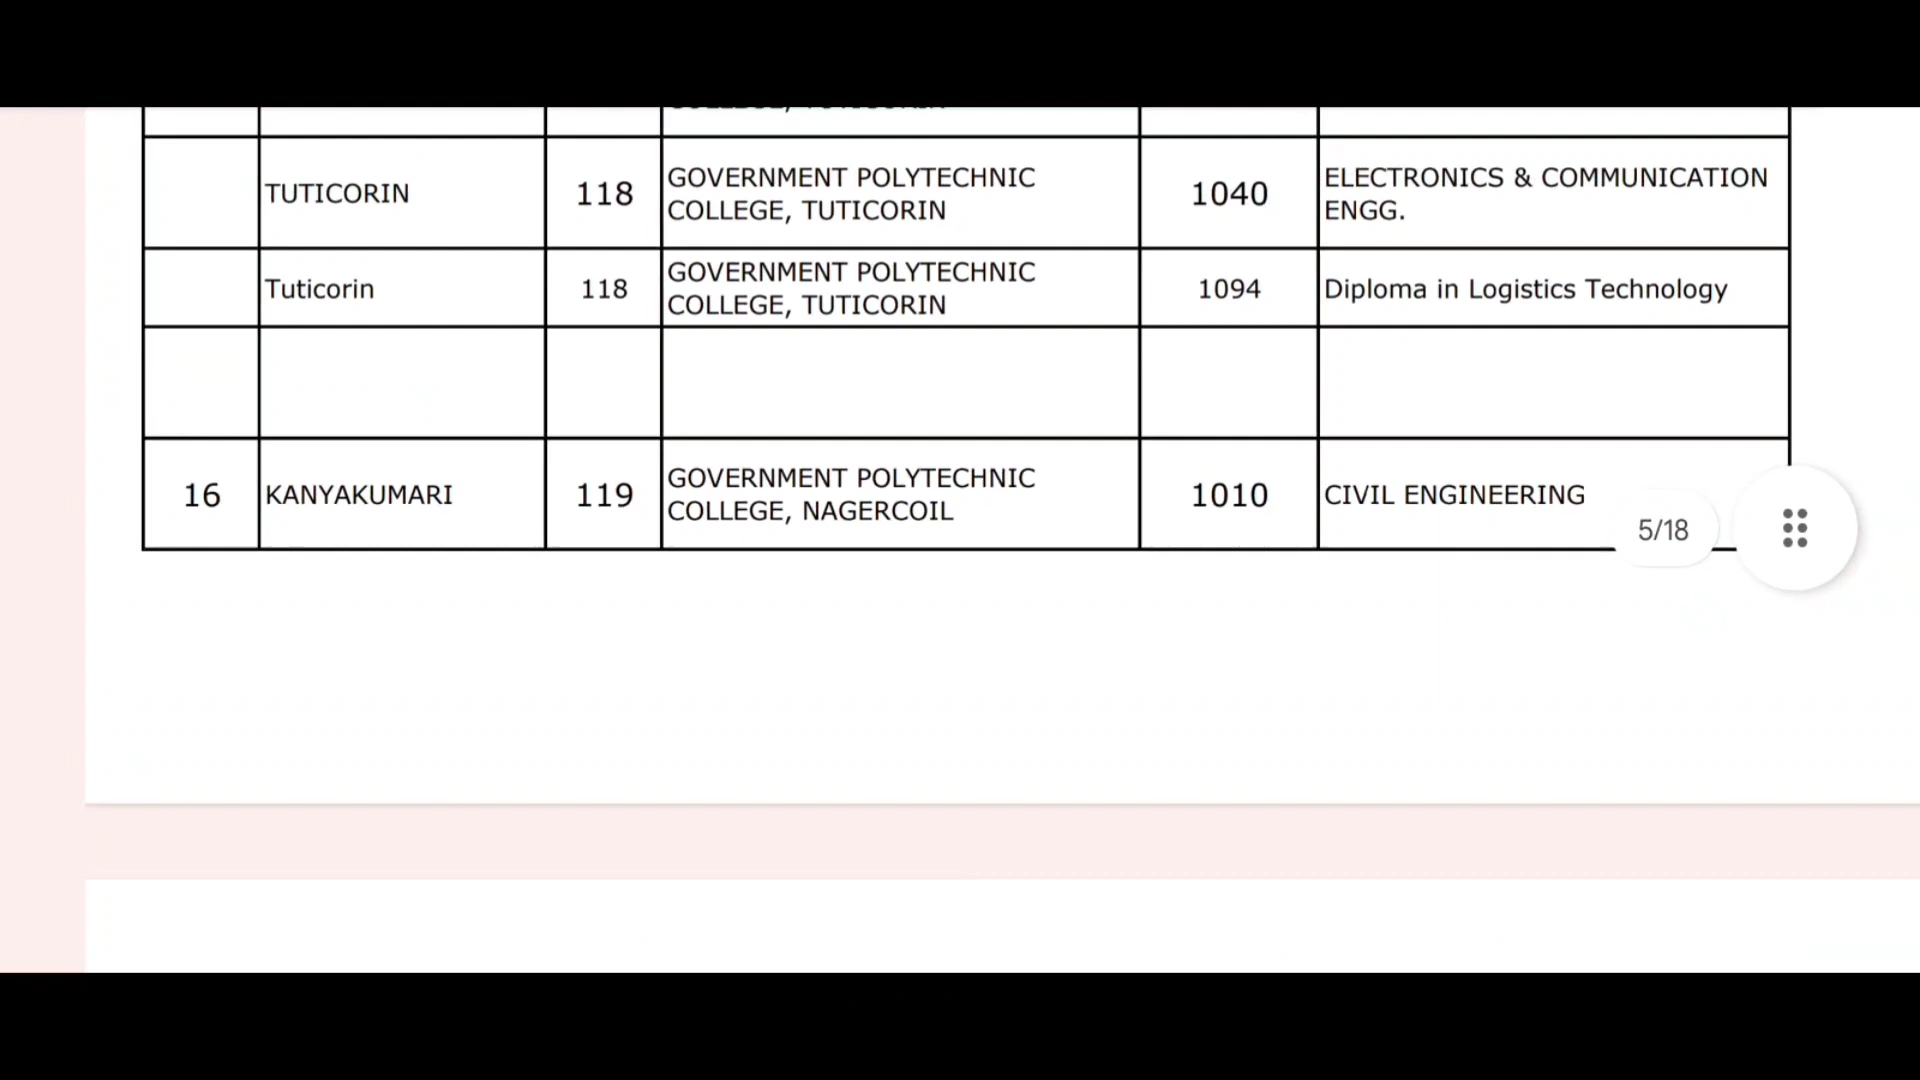 TUTICORIN 118 GOVERNMENT POLYTECHNIC COLLEGE, TUTICORIN 1040 ELECTRONICS & COMMUNICATION ENGG.
Tuticorin 118 GOVERNMENT POLYTECHNIC COLLEGE, TUTICORIN 1094 Diploma in Logistics Technology
16 KANYAKUMARI 119 GOVERNMENT POLYTECHNIC COLLEGE, NAGERCOIL 1010 CIVIL ENGINEERING
5/18